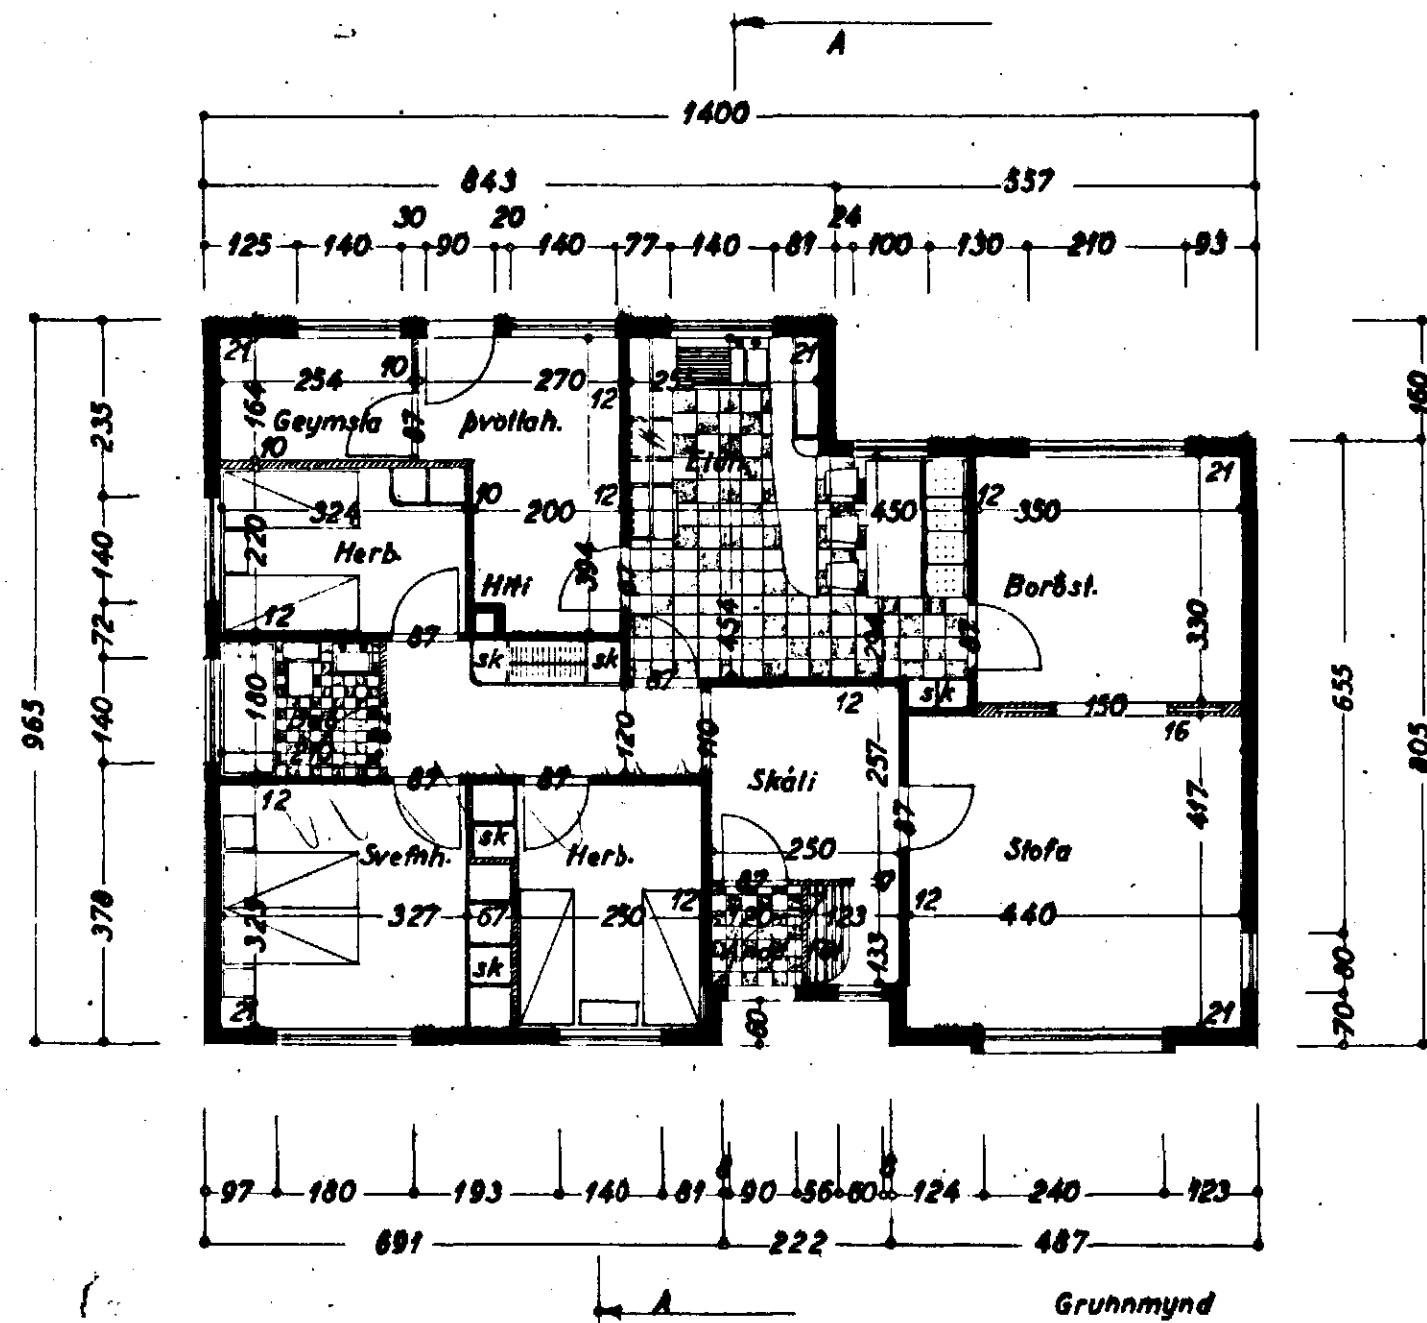 A
1400
843 557
30 20 24
125 140 90 140 77 140 81 100 130 210 93
21 10 21 160
254 270
164 12
235 Geymsla 87 Þvottah.
10 21
324 10 200 12 450 12 350
220
140 Herb. 394
Hiti Borðst.
12 87 454 294 87 330
72 87
sk sk 87 sk
180 12 150 655
965 140 120 110 16 805
257
87 87 Skáli 417
12 87
sk Svefnh. Herb. 250 Stofa
87
378 323 327 67 250 12 120 123 12 440
sk 133 80
21 60 21 70
97 180 193 140 81 90 56 60 124 240 123
691 222 487
A Grunnmynd